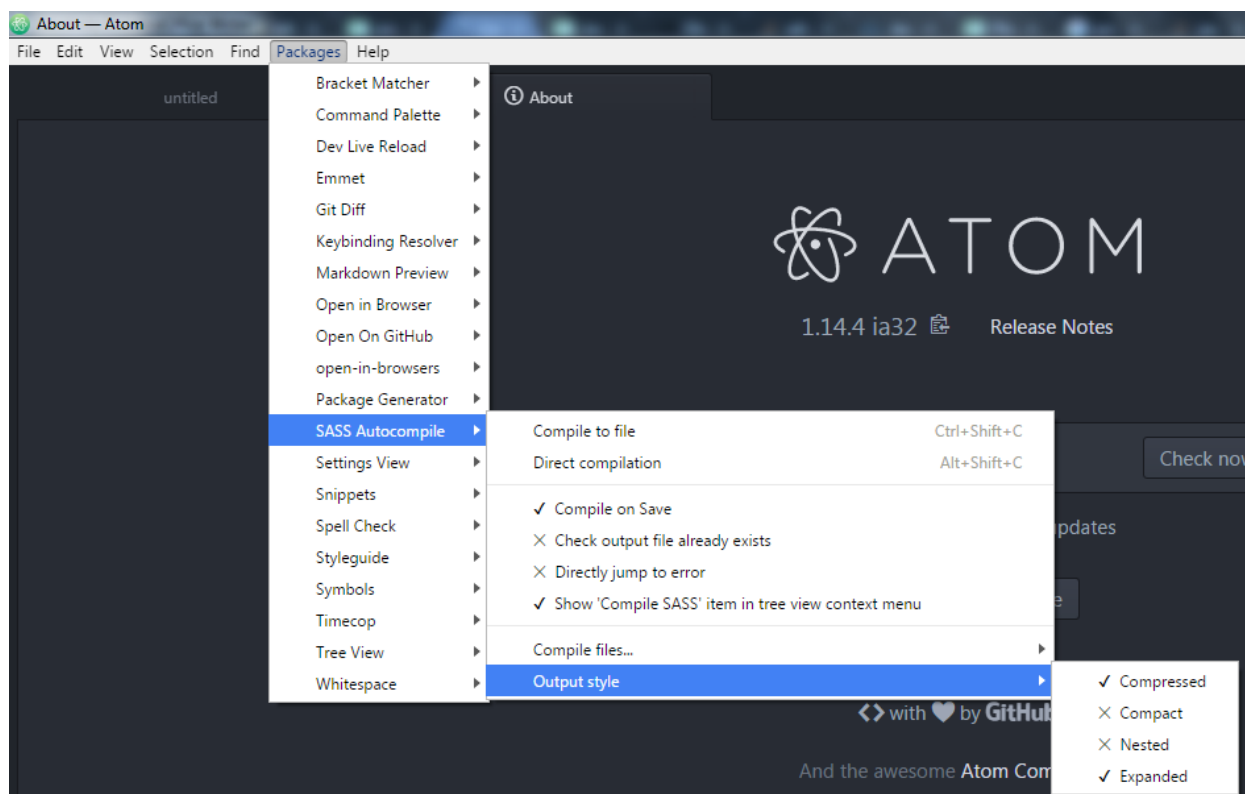 About — Atom
File Edit View Selection Find Packages Help
untitled
About
Bracket Matcher
Command Palette
Dev Live Reload
Emmet
Git Diff
Keybinding Resolver
Markdown Preview
Open in Browser
Open On GitHub
open-in-browsers
Package Generator
SASS Autocompile
Settings View
Snippets
Spell Check
Styleguide
Symbols
Timecop
Tree View
Whitespace
ATOM
1.14.4 ia32 Release Notes
Compile to file Ctrl+Shift+C
Direct compilation Alt+Shift+C
✓ Compile on Save
✕ Check output file already exists
✕ Directly jump to error
✓ Show 'Compile SASS' item in tree view context menu
Compile files...
Output style
Check now
✓ Compressed
✕ Compact
✕ Nested
✓ Expanded
with by GitHub
And the awesome Atom Com